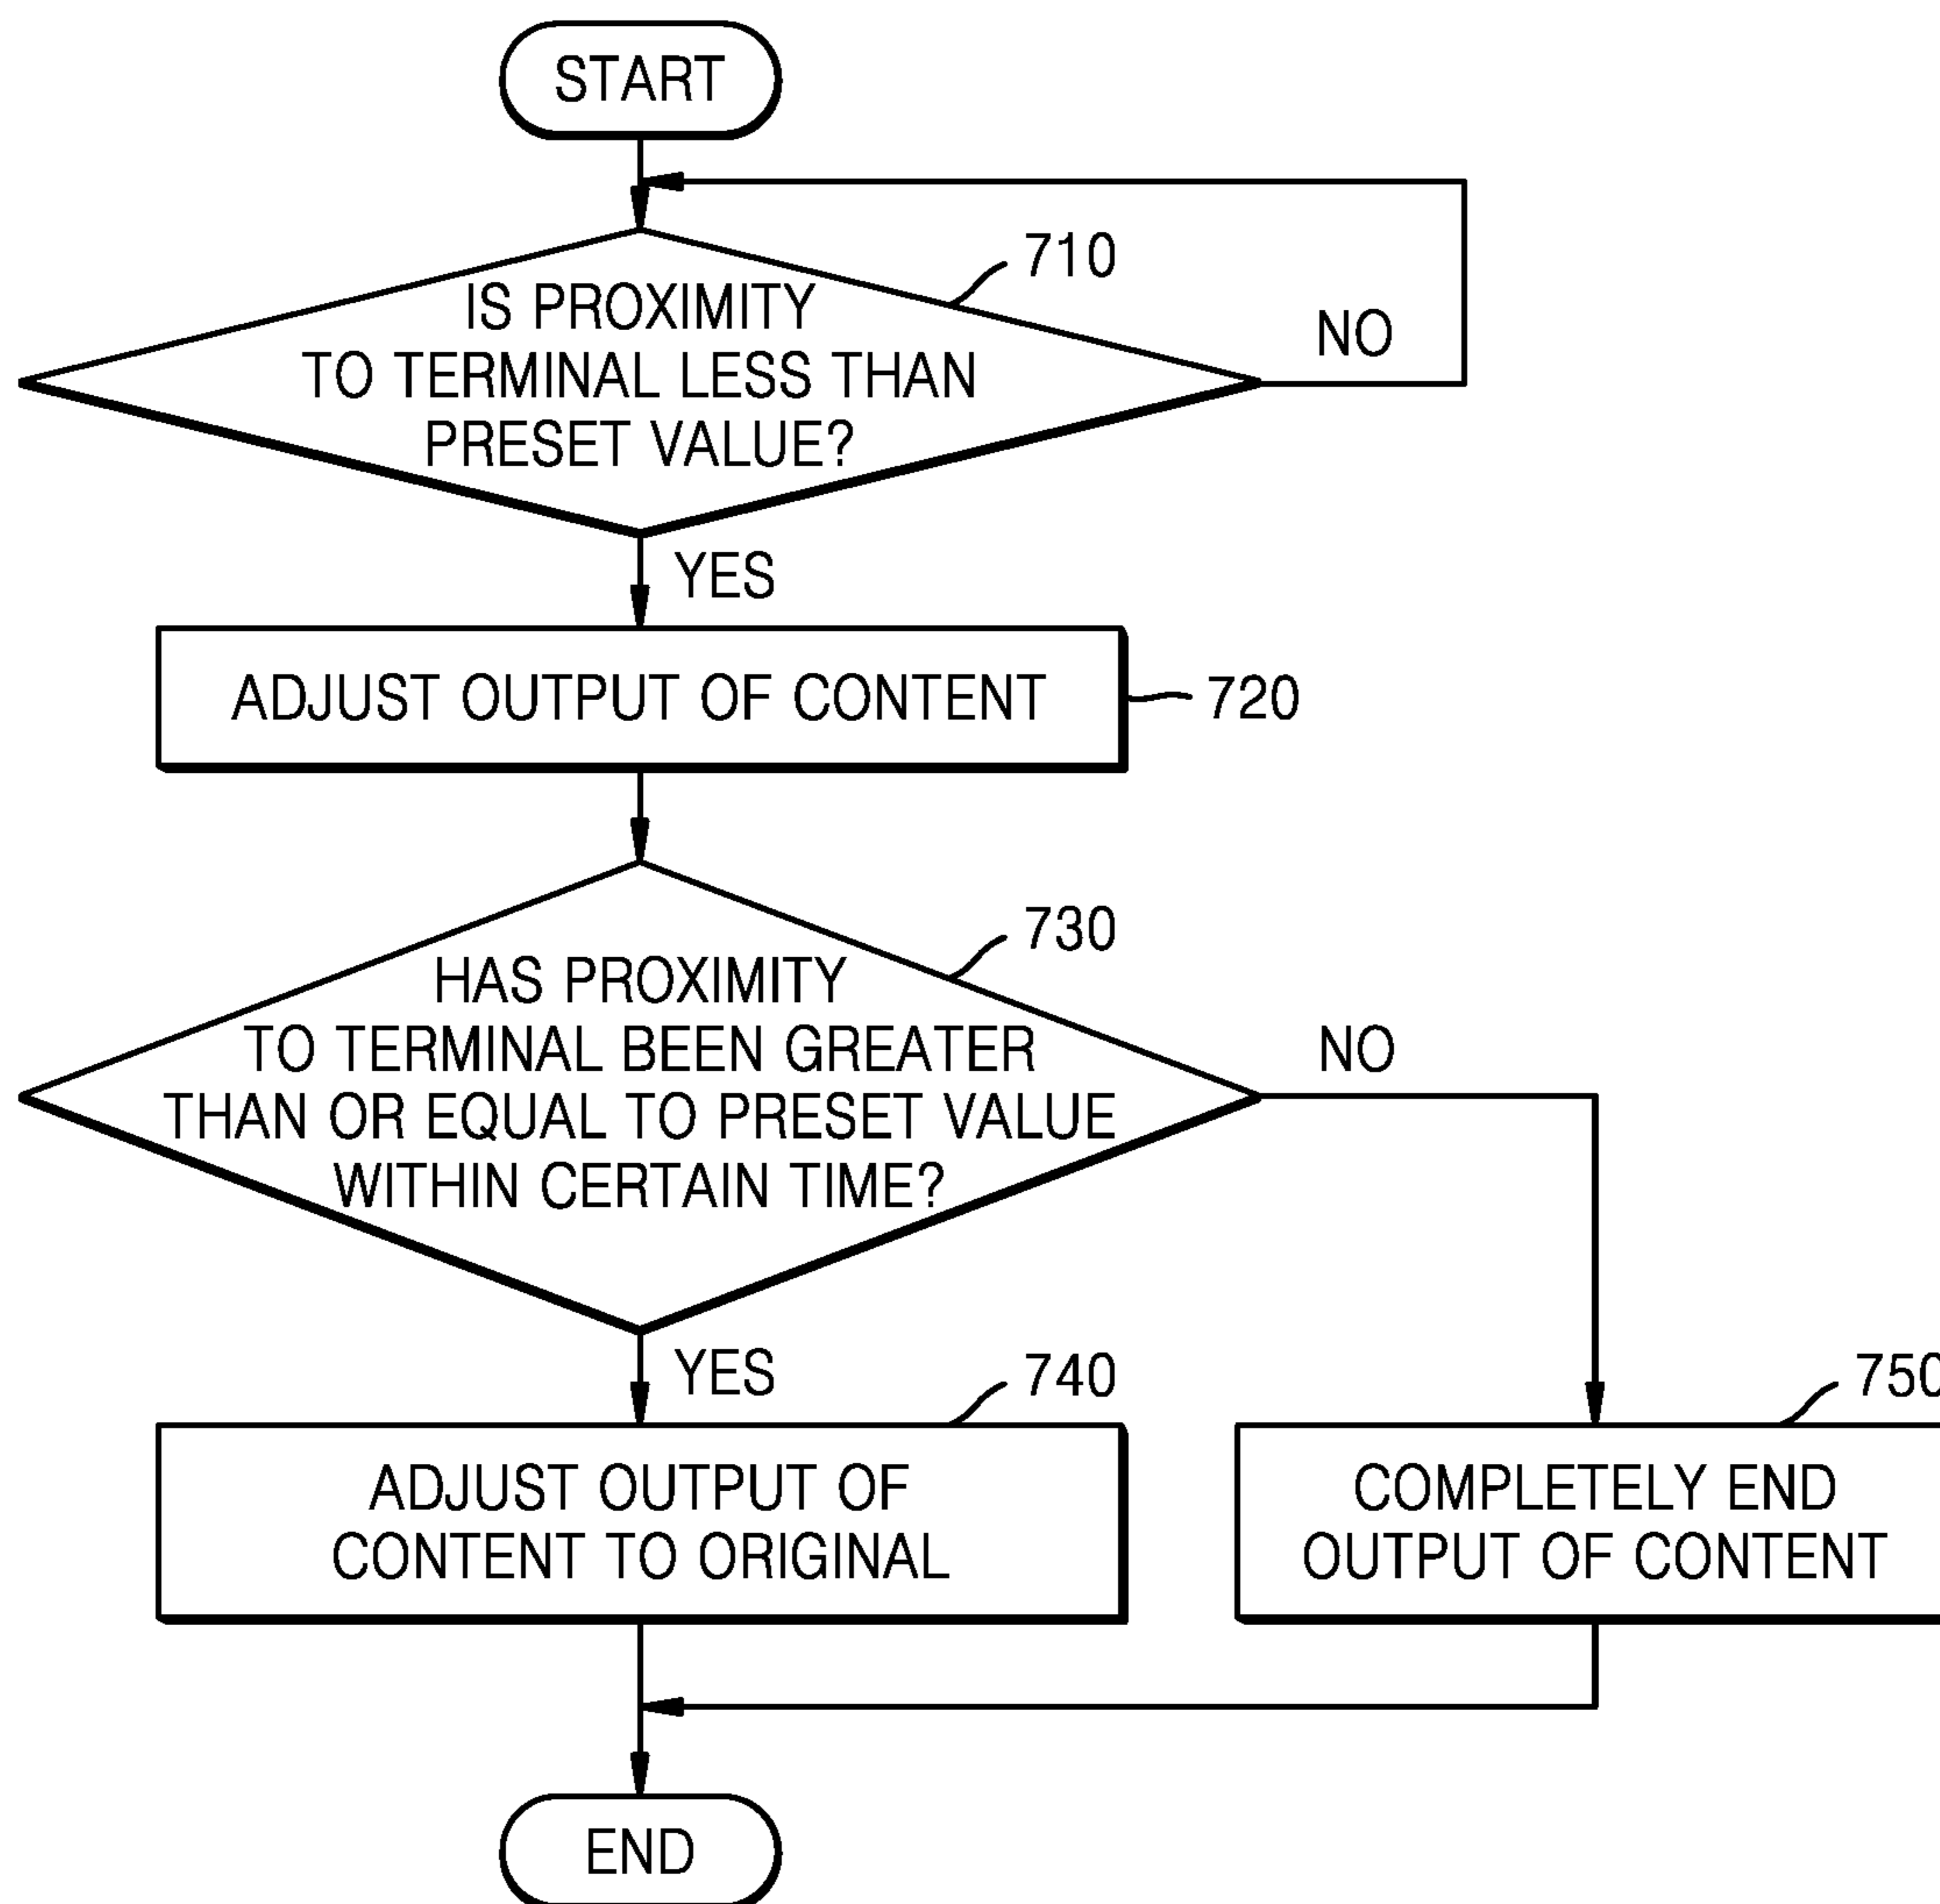 START
710
IS PROXIMITY
TO TERMINAL LESS THAN
PRESET VALUE?
NO
YES
ADJUST OUTPUT OF CONTENT
720
730
HAS PROXIMITY
TO TERMINAL BEEN GREATER
THAN OR EQUAL TO PRESET VALUE
WITHIN CERTAIN TIME?
NO
YES
740
750
ADJUST OUTPUT OF
CONTENT TO ORIGINAL
COMPLETELY END
OUTPUT OF CONTENT
END